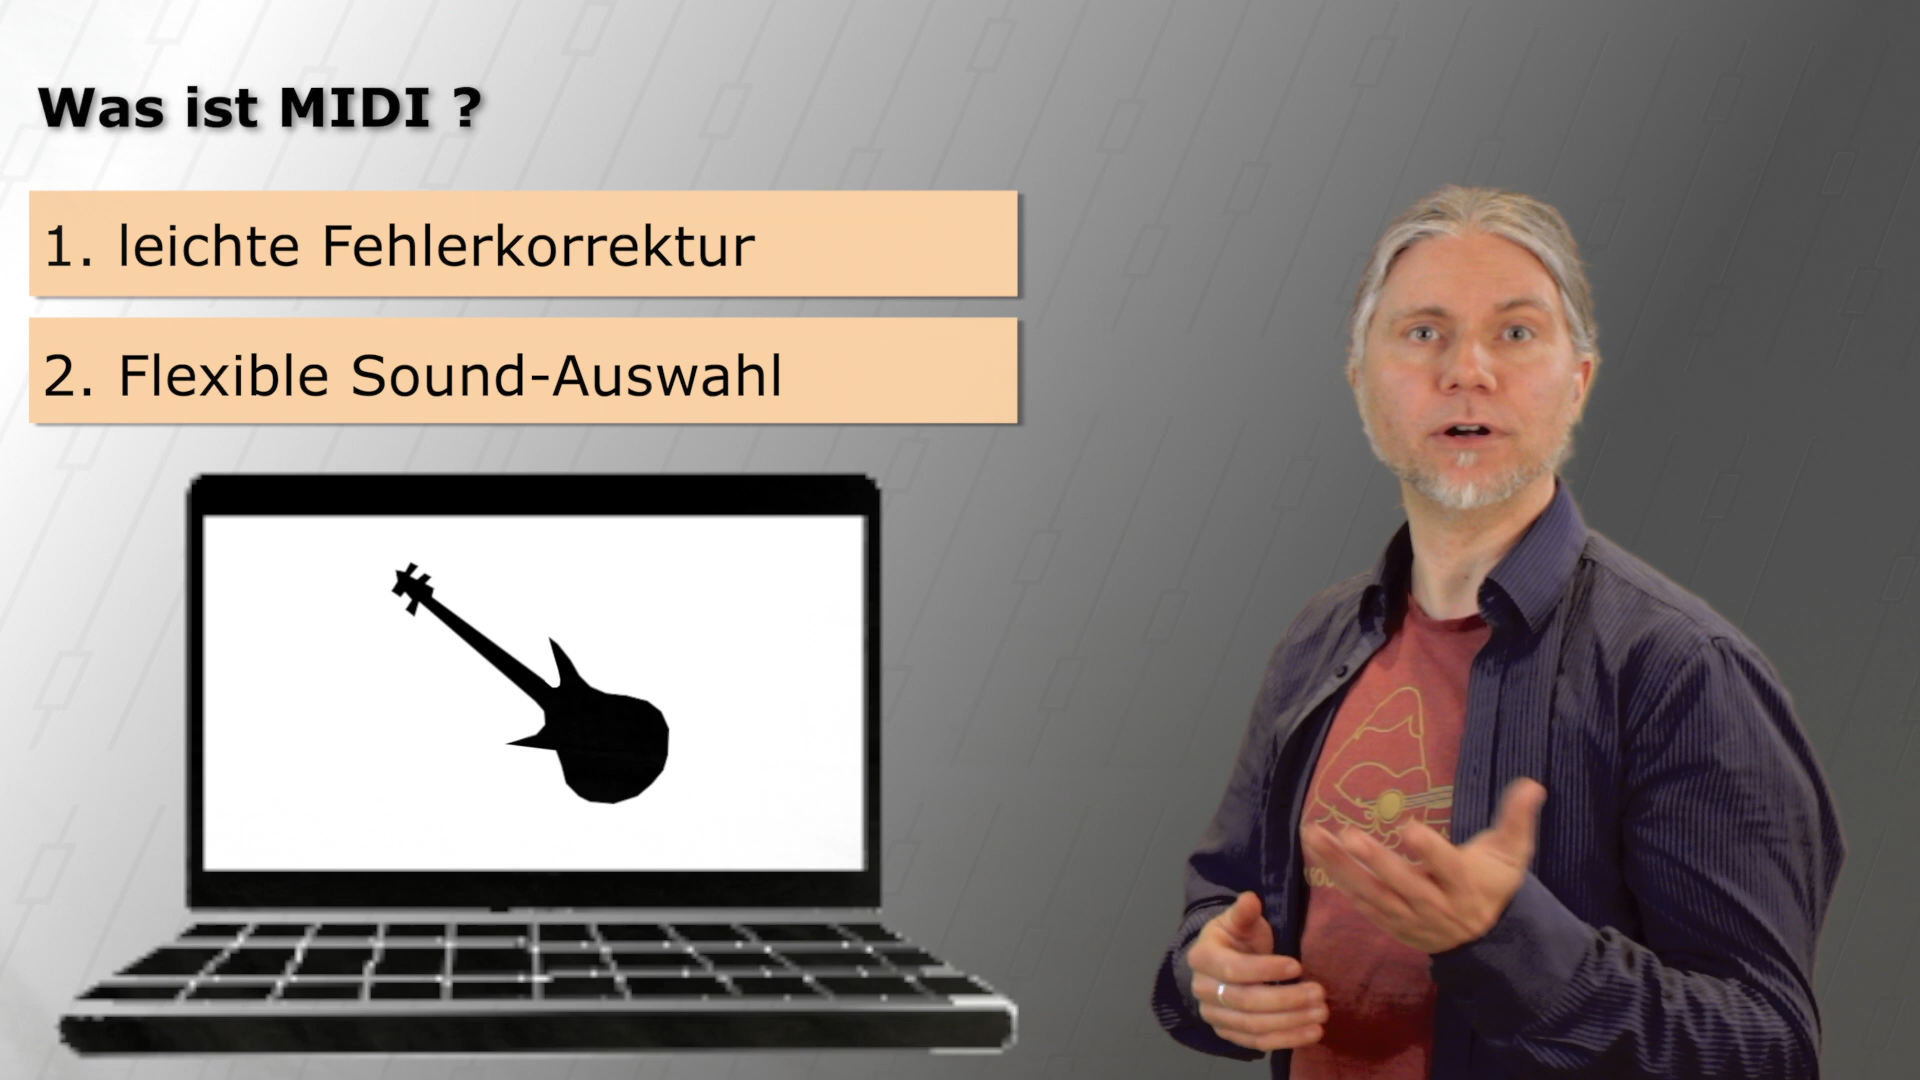 Was ist MIDI ?
1. leichte Fehlerkorrektur
2. Flexible Sound-Auswahl